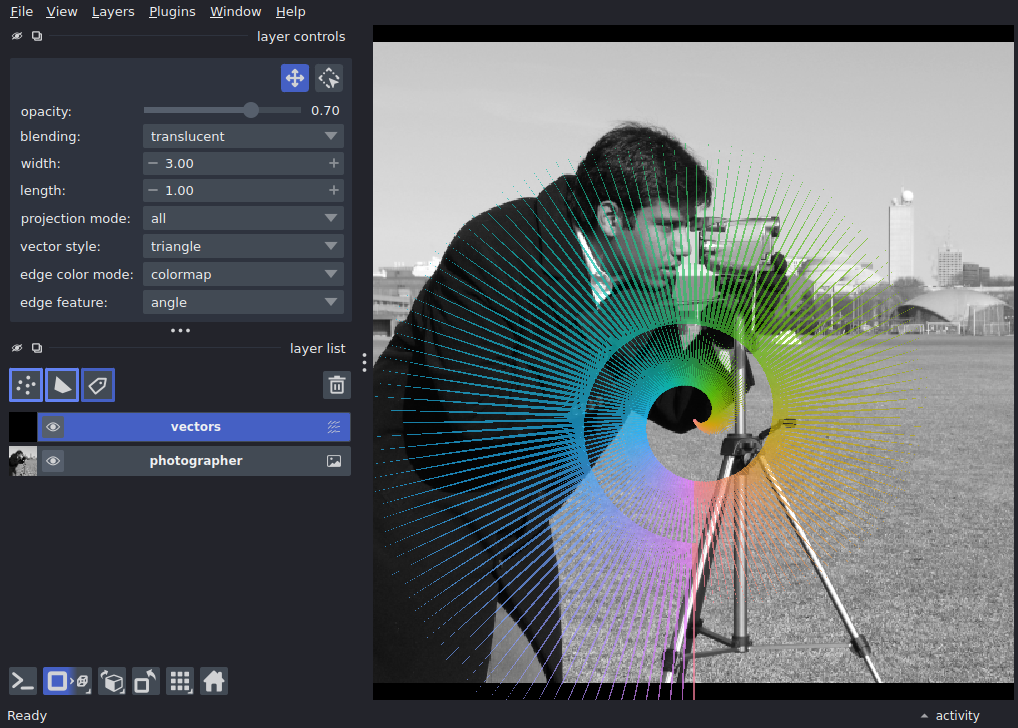 File View Layers Plugins Window Help
layer controls
opacity: 0.70
blending: translucent
width: 3.00
length: 1.00
projection mode: all
vector style: triangle
edge color mode: colormap
edge feature: angle
layer list
vectors
photographer
Ready
activity